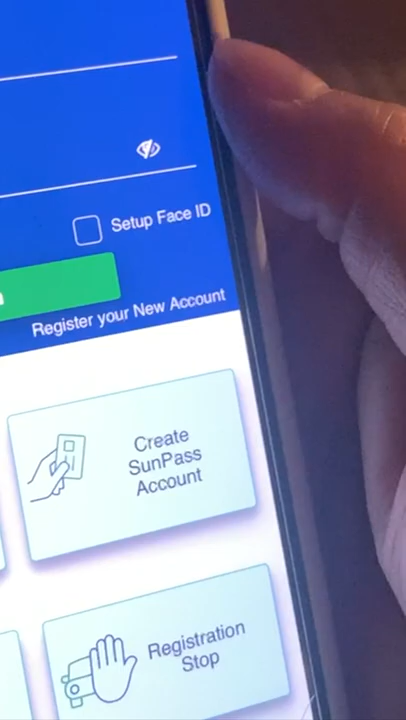 Setup Face ID
Register your New Account
Create
SunPass
Account
Registration
Stop